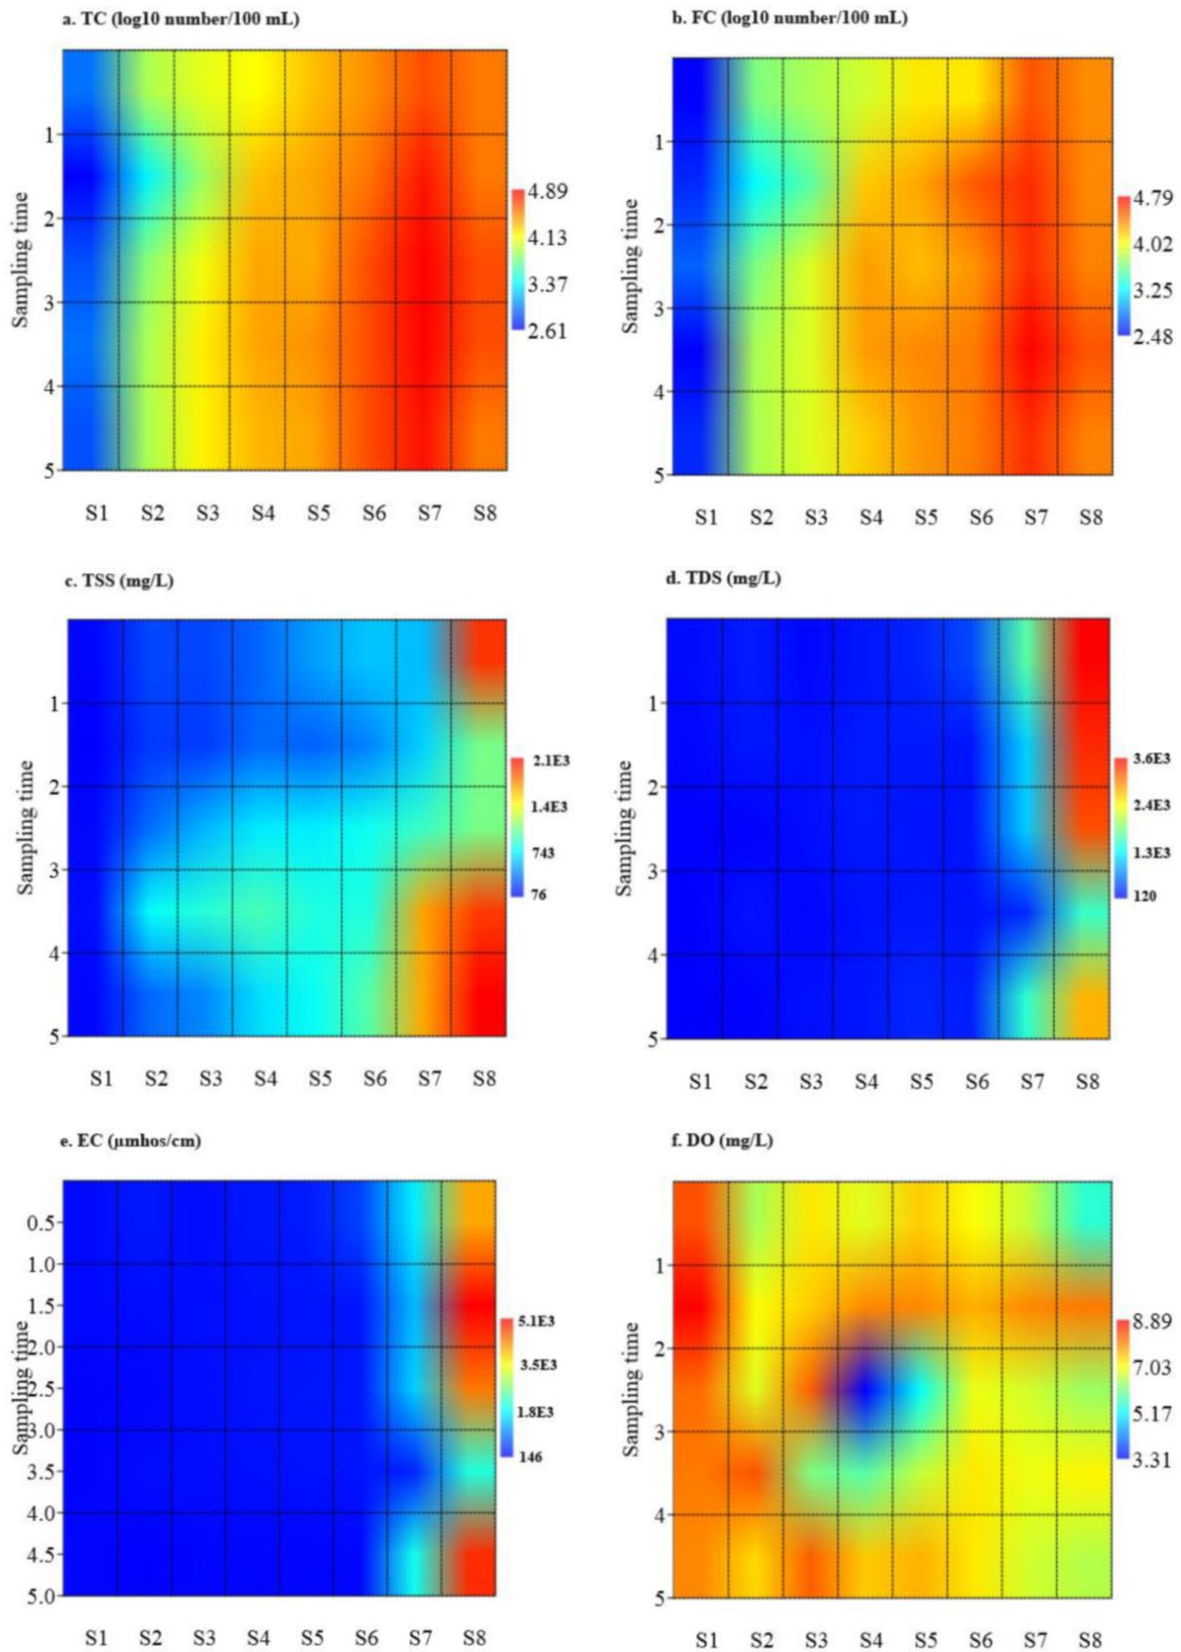 a. TC (log10 number/100 mL)
Sampling time
1
2
3
4
5
S1 S2 S3 S4 S5 S6 S7 S8
4.89
4.13
3.37
2.61
b. FC (log10 number/100 mL)
Sampling time
1
2
3
4
5
S1 S2 S3 S4 S5 S6 S7 S8
4.79
4.02
3.25
2.48
c. TSS (mg/L)
Sampling time
1
2
3
4
5
S1 S2 S3 S4 S5 S6 S7 S8
2.1E3
1.4E3
743
76
d. TDS (mg/L)
Sampling time
1
2
3
4
5
S1 S2 S3 S4 S5 S6 S7 S8
3.6E3
2.4E3
1.3E3
120
e. EC (μmhos/cm)
Sampling time
0.5
1.0
1.5
2.0
2.5
3.0
3.5
4.0
4.5
5.0
S1 S2 S3 S4 S5 S6 S7 S8
5.1E3
3.5E3
1.8E3
146
f. DO (mg/L)
Sampling time
1
2
3
4
5
S1 S2 S3 S4 S5 S6 S7 S8
8.89
7.03
5.17
3.31